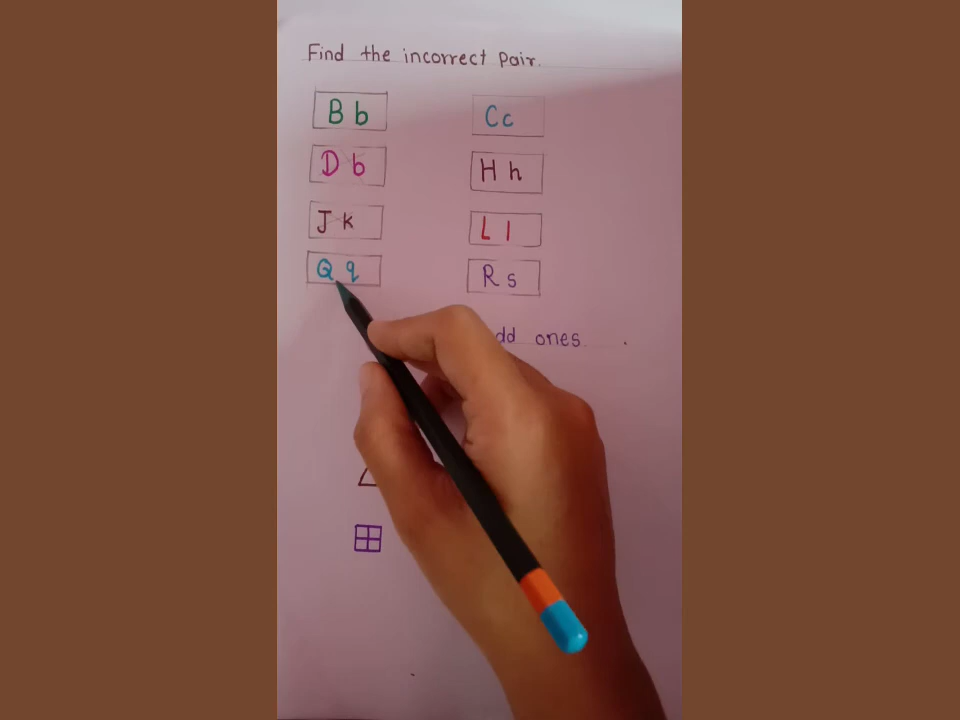 Find the incorrect pair.
B b
C c
D b
H h
J k
L l
Q q
R s
ones